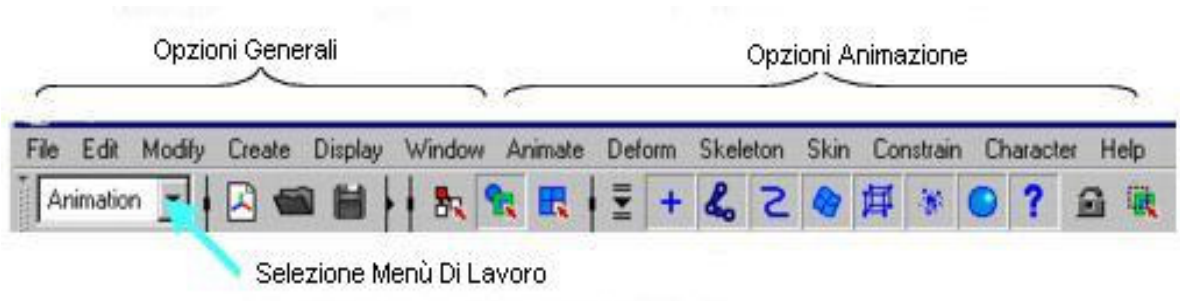 Opzioni Generali
Opzioni Animazione
File Edit Modify Create Display Window Animate Deform Skeleton Skin Constrain Character Help
Animation
Selezione Menù Di Lavoro